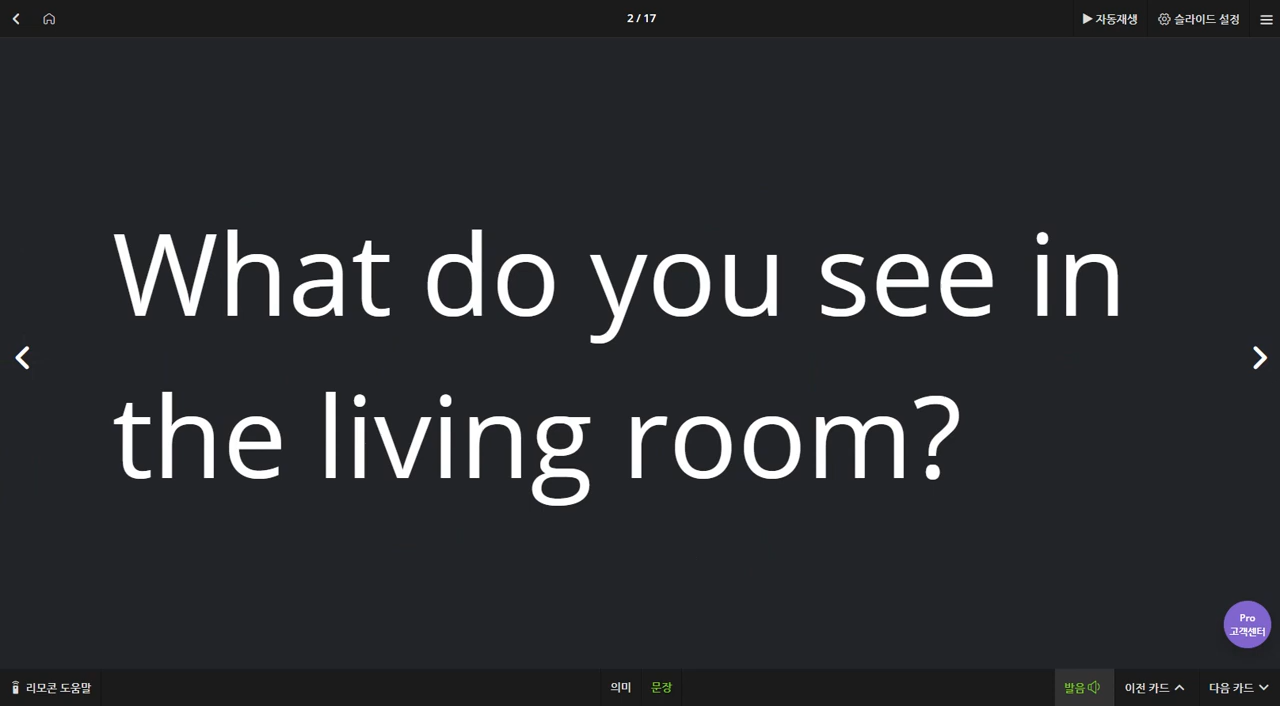 2 / 17
자동재생
슬라이드 설정
What do you see in
the living room?
Pro
고객센터
리모콘 도움말
의미
문장
발음
이전 카드
다음 카드